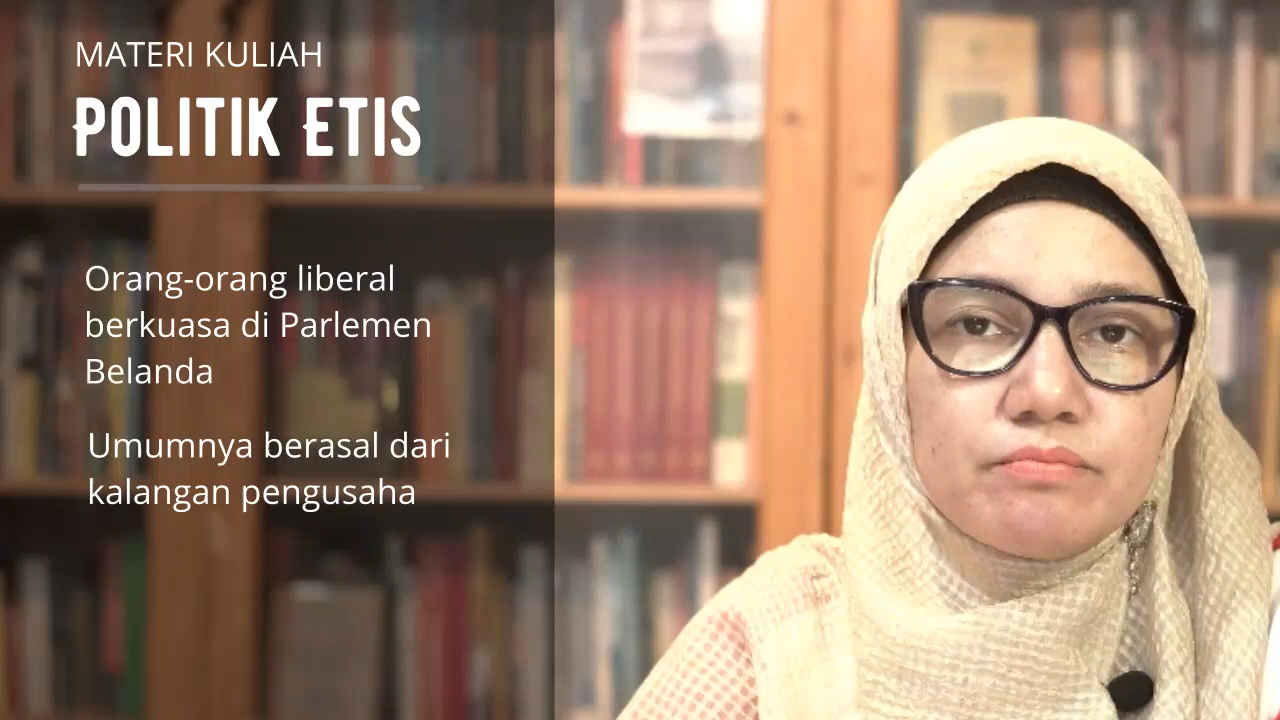 MATERI KULIAH
POLITIK ETIS
Orang-orang liberal
berkuasa di Parlemen
Belanda
Umumnya berasal dari
kalangan pengusaha